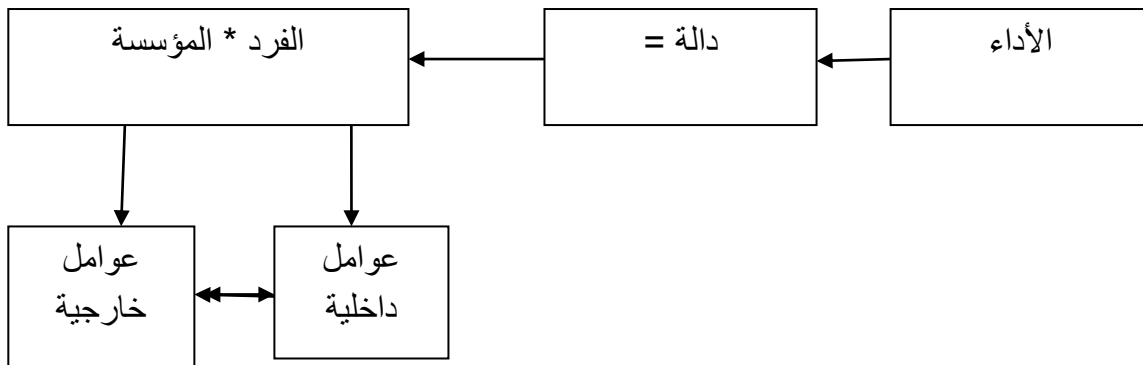 الأداء
دالة =
الفرد * المؤسسة
عوامل
داخلية
عوامل
خارجية